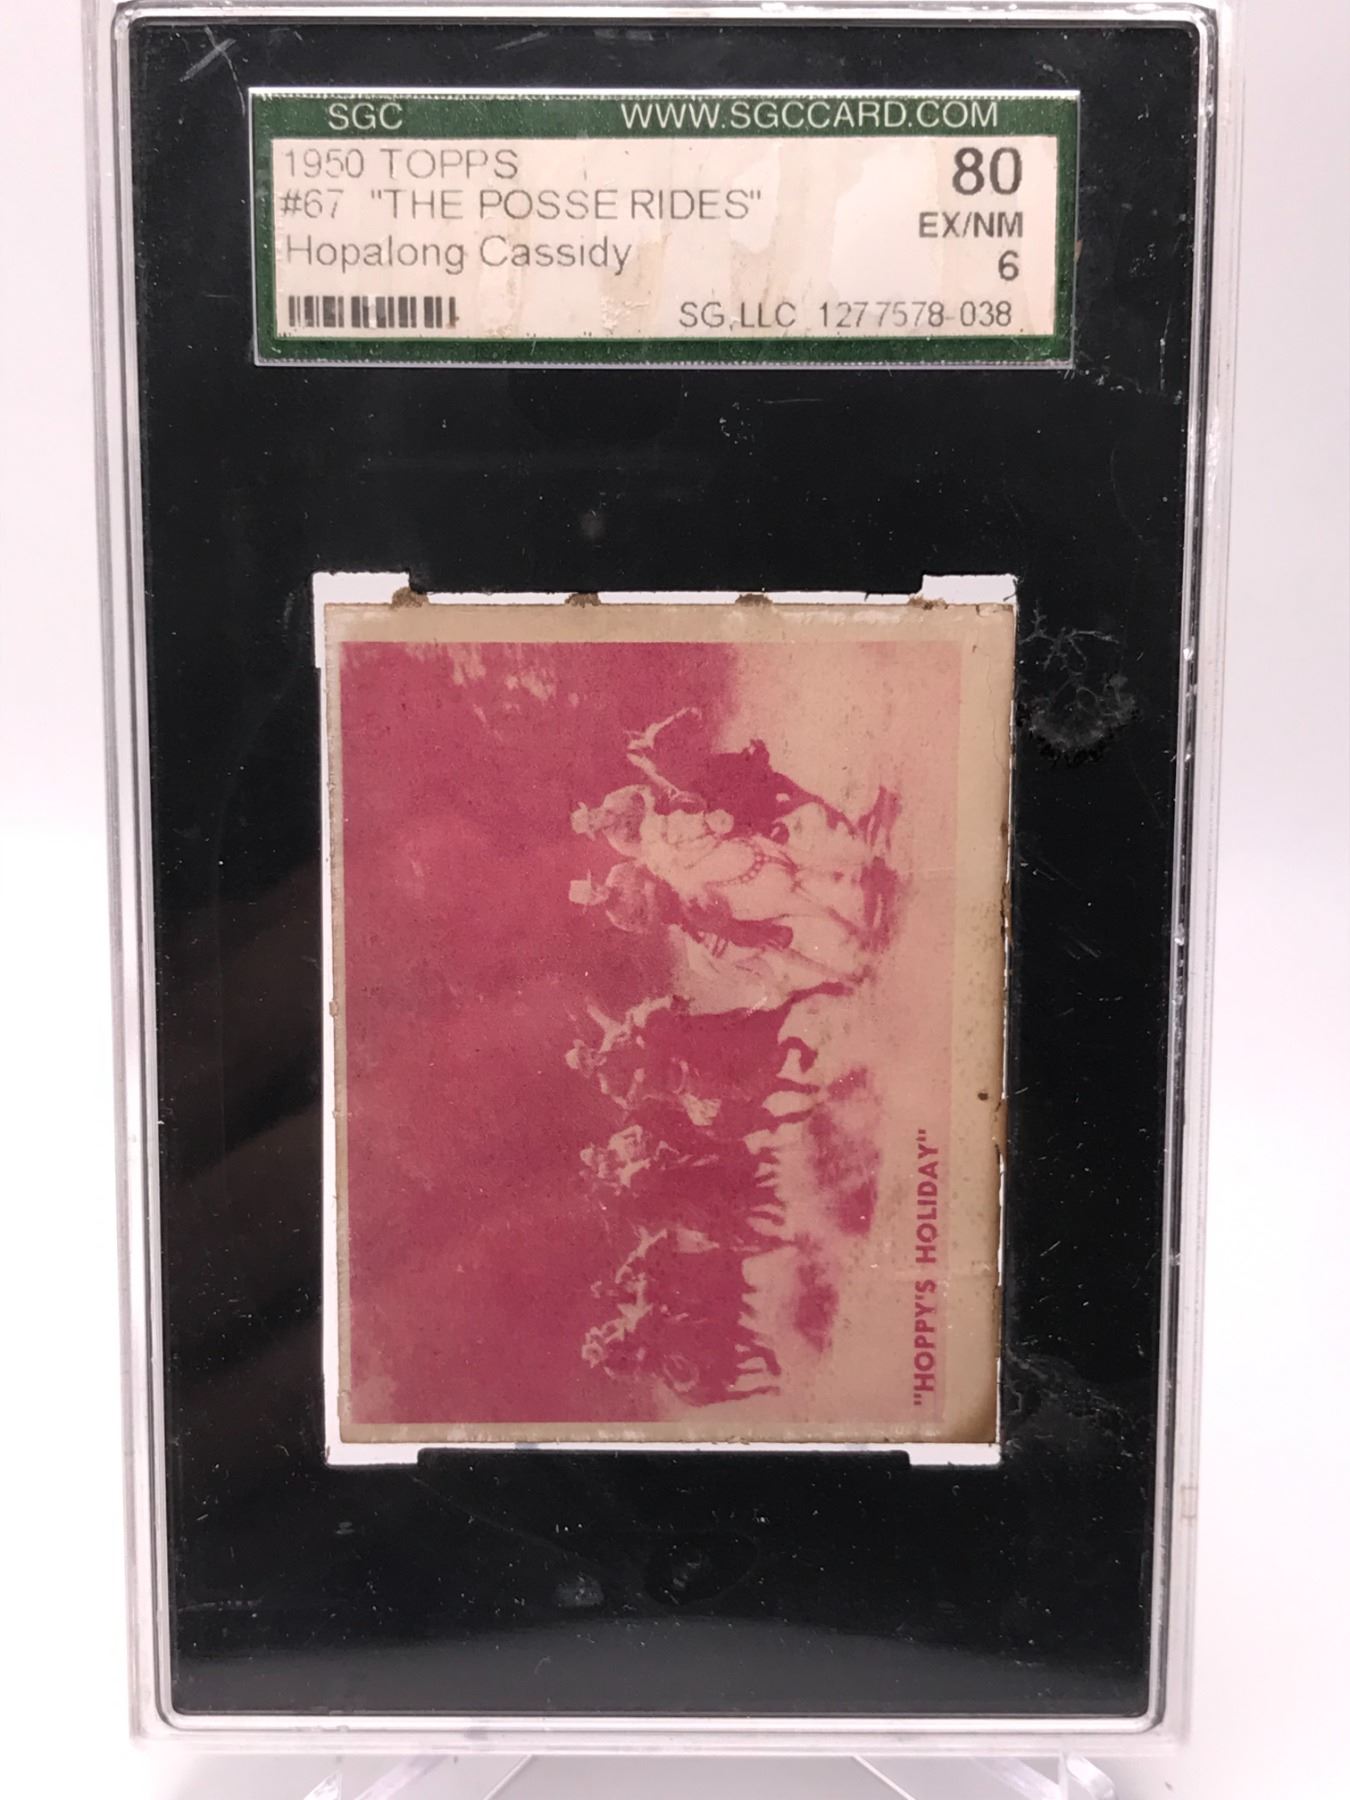 SGC WWW.SGCCARD.COM
1950 TOPPS 80
#67 "THE POSSE RIDES" EX/NM
Hopalong Cassidy 6
SG, LLC 1277578-038
"HOPPY'S HOLIDAY"